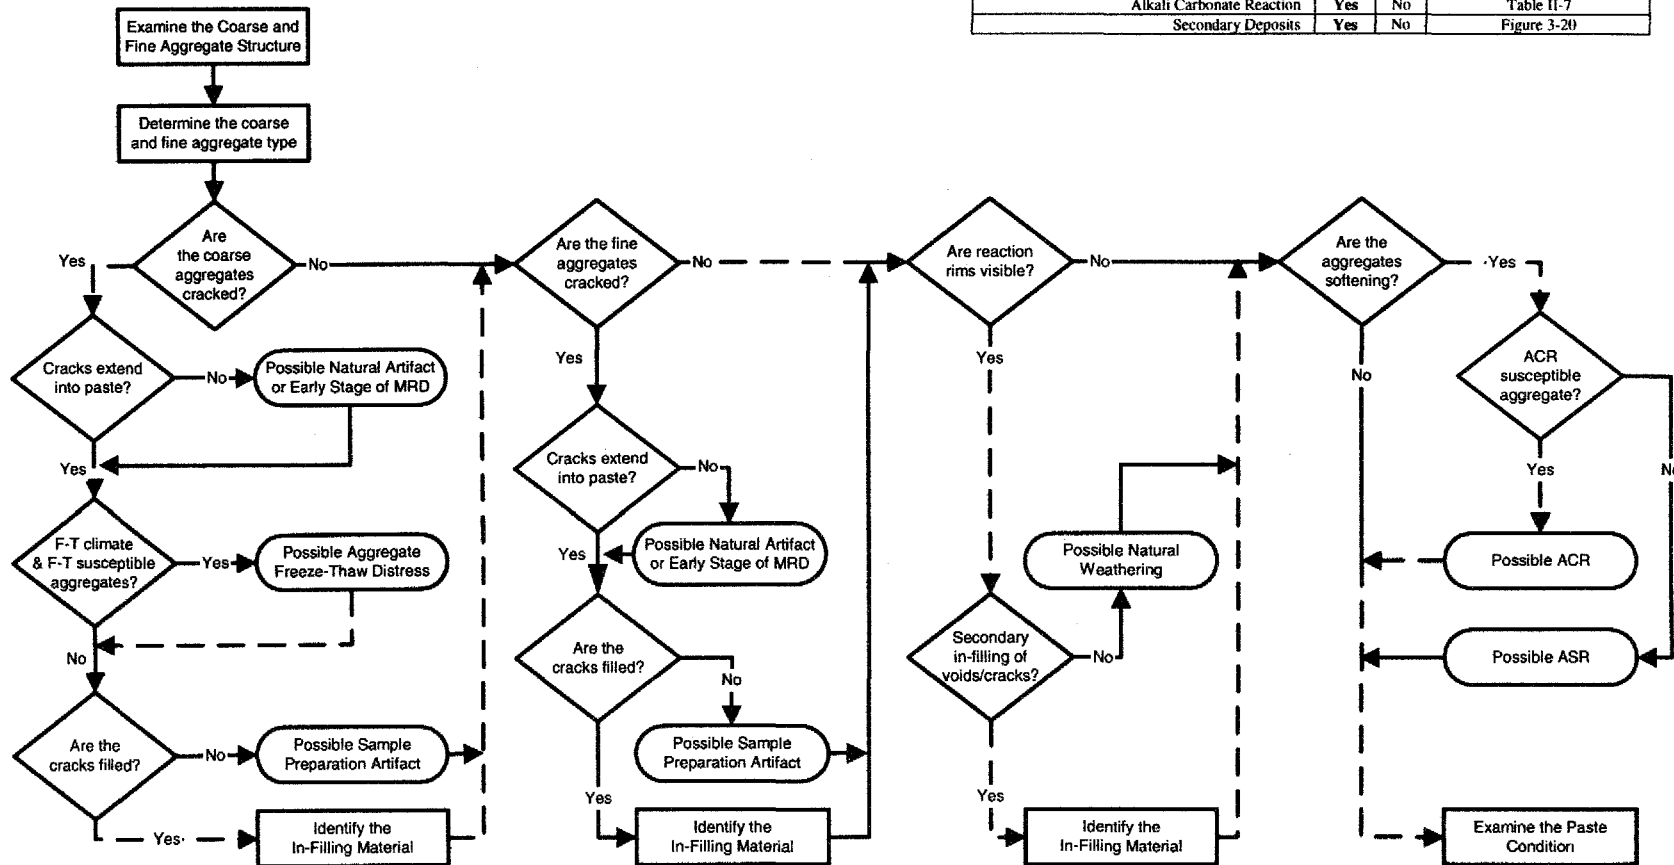 Alkali Carbonate Reaction Yes No Table II-7
Secondary Deposits Yes No Figure 3-20
Examine the Coarse and
Fine Aggregate Structure
Determine the coarse
and fine aggregate type
Are
the coarse
aggregates
cracked?
Yes
No
Cracks extend
into paste?
No
Possible Natural Artifact
or Early Stage of MRD
Yes
F-T climate
& F-T susceptible
aggregates?
Yes
Possible Aggregate
Freeze-Thaw Distress
No
Are the
cracks filled?
No
Possible Sample
Preparation Artifact
Yes
Identify the
In-Filling Material
Are the fine
aggregates
cracked?
No
Yes
Cracks extend
into paste?
No
Possible Natural Artifact
or Early Stage of MRD
Yes
Are the
cracks filled?
No
Possible Sample
Preparation Artifact
Yes
Identify the
In-Filling Material
Are reaction
rims visible?
No
Yes
Possible Natural
Weathering
Secondary
in-filling of
voids/cracks?
No
Yes
Identify the
In-Filling Material
Are the
aggregates
softening?
Yes
No
ACR
susceptible
aggregate?
Yes
No
Possible ACR
Possible ASR
Examine the Paste
Condition